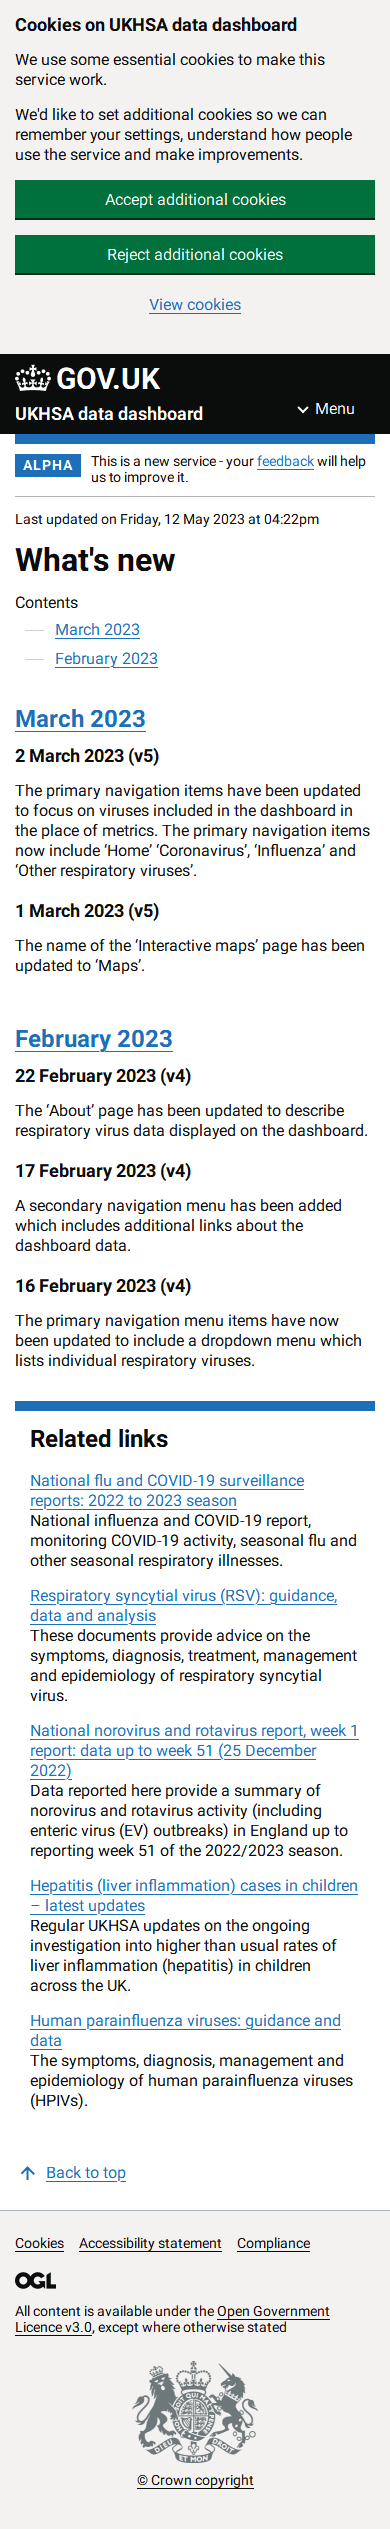 Cookies on UKHSA data dashboard
We use some essential cookies to make this
service work.
We'd like to set additional cookies so we can
remember your settings, understand how people
use the service and make improvements.
Accept additional cookies
Reject additional cookies
View cookies
GOV.UK
UKHSA data dashboard
Menu
ALPHA
This is a new service - your feedback will help
us to improve it.
Last updated on Friday, 12 May 2023 at 04:22pm
What's new
Contents
— March 2023
— February 2023
March 2023
2 March 2023 (v5)
The primary navigation items have been updated
to focus on viruses included in the dashboard in
the place of metrics. The primary navigation items
now include ‘Home’ ‘Coronavirus’, ‘Influenza’ and
‘Other respiratory viruses’.
1 March 2023 (v5)
The name of the ‘Interactive maps’ page has been
updated to ‘Maps’.
February 2023
22 February 2023 (v4)
The ‘About’ page has been updated to describe
respiratory virus data displayed on the dashboard.
17 February 2023 (v4)
A secondary navigation menu has been added
which includes additional links about the
dashboard data.
16 February 2023 (v4)
The primary navigation menu items have now
been updated to include a dropdown menu which
lists individual respiratory viruses.
Related links
National flu and COVID-19 surveillance
reports: 2022 to 2023 season
National influenza and COVID-19 report,
monitoring COVID-19 activity, seasonal flu and
other seasonal respiratory illnesses.
Respiratory syncytial virus (RSV): guidance,
data and analysis
These documents provide advice on the
symptoms, diagnosis, treatment, management
and epidemiology of respiratory syncytial
virus.
National norovirus and rotavirus report, week 1
report: data up to week 51 (25 December
2022)
Data reported here provide a summary of
norovirus and rotavirus activity (including
enteric virus (EV) outbreaks) in England up to
reporting week 51 of the 2022/2023 season.
Hepatitis (liver inflammation) cases in children
– latest updates
Regular UKHSA updates on the ongoing
investigation into higher than usual rates of
liver inflammation (hepatitis) in children
across the UK.
Human parainfluenza viruses: guidance and
data
The symptoms, diagnosis, management and
epidemiology of human parainfluenza viruses
(HPIVs).
Back to top
Cookies Accessibility statement Compliance
OGL
All content is available under the Open Government
Licence v3.0, except where otherwise stated
DIEU ET MON DROIT
© Crown copyright